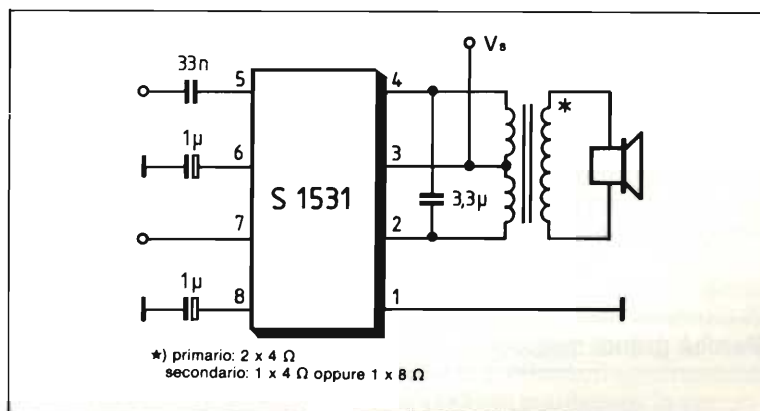 Vs
33n
5
4
1µ
6
3
S 1531
3,3µ
7
2
1µ
8
1
*
*) primario: 2 x 4 Ω
secondario: 1 x 4 Ω oppure 1 x 8 Ω